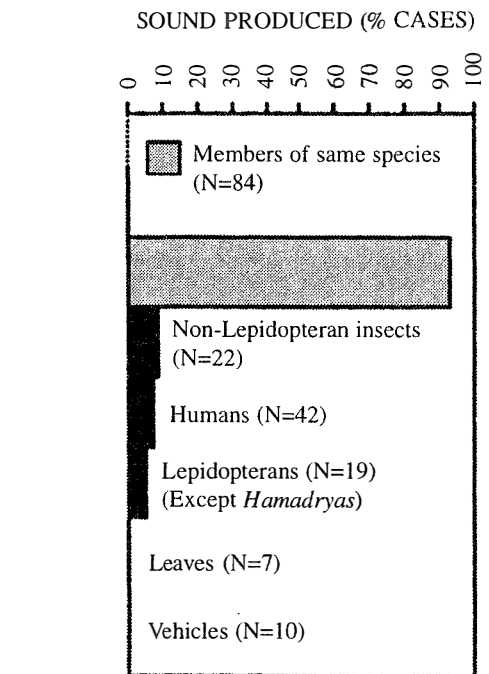 SOUND PRODUCED (% CASES)
0 10 20 30 40 50 60 70 80 90 100
Members of same species
(N=84)
Non-Lepidopteran insects
(N=22)
Humans (N=42)
Lepidopterans (N=19)
(Except Hamadryas)
Leaves (N=7)
Vehicles (N=10)